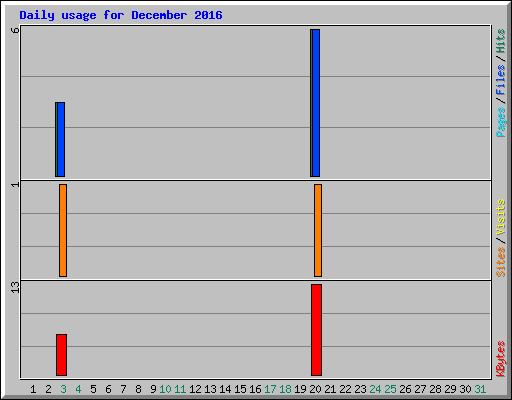 Daily usage for December 2016
6
Pages/Files/Hits
1
Sites/Visits
13
KBytes
1 2 3 4 5 6 7 8 9 10 11 12 13 14 15 16 17 18 19 20 21 22 23 24 25 26 27 28 29 30 31